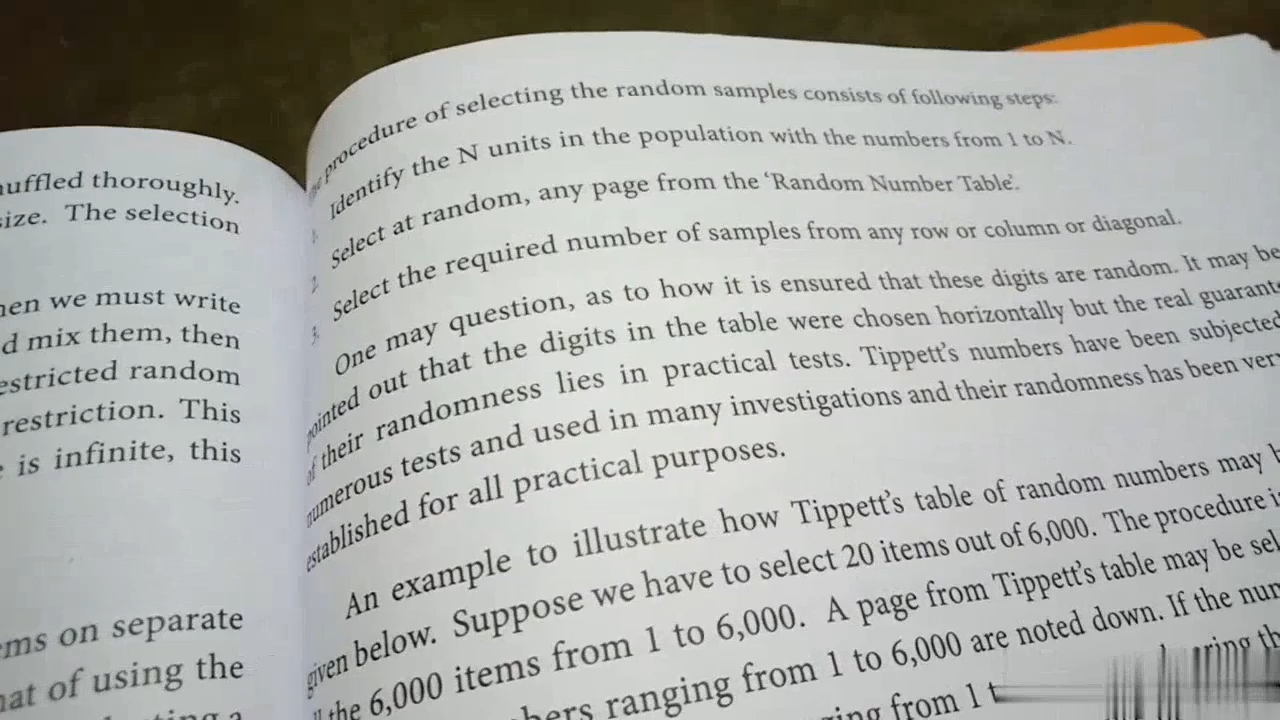 uffled thoroughly.
size. The selection
hen we must write
d mix them, then
estricted random
restriction. This
is infinite, this
ems on separate
hat of using the
procedure of selecting the random samples consists of following steps:
1. Identify the N units in the population with the numbers from 1 to N.
2. Select at random, any page from the ‘Random Number Table’.
3. Select the required number of samples from any row or column or diagonal.
One may question, as to how it is ensured that these digits are random. It may be
pointed out that the digits in the table were chosen horizontally but the real guarant
of their randomness lies in practical tests. Tippett’s numbers have been subjected
numerous tests and used in many investigations and their randomness has been ver
established for all practical purposes.
An example to illustrate how Tippett’s table of random numbers may b
given below. Suppose we have to select 20 items out of 6,000. The procedure i
the 6,000 items from 1 to 6,000. A page from Tippett’s table may be sel
bers ranging from 1 to 6,000 are noted down. If the num
ging from 1 t